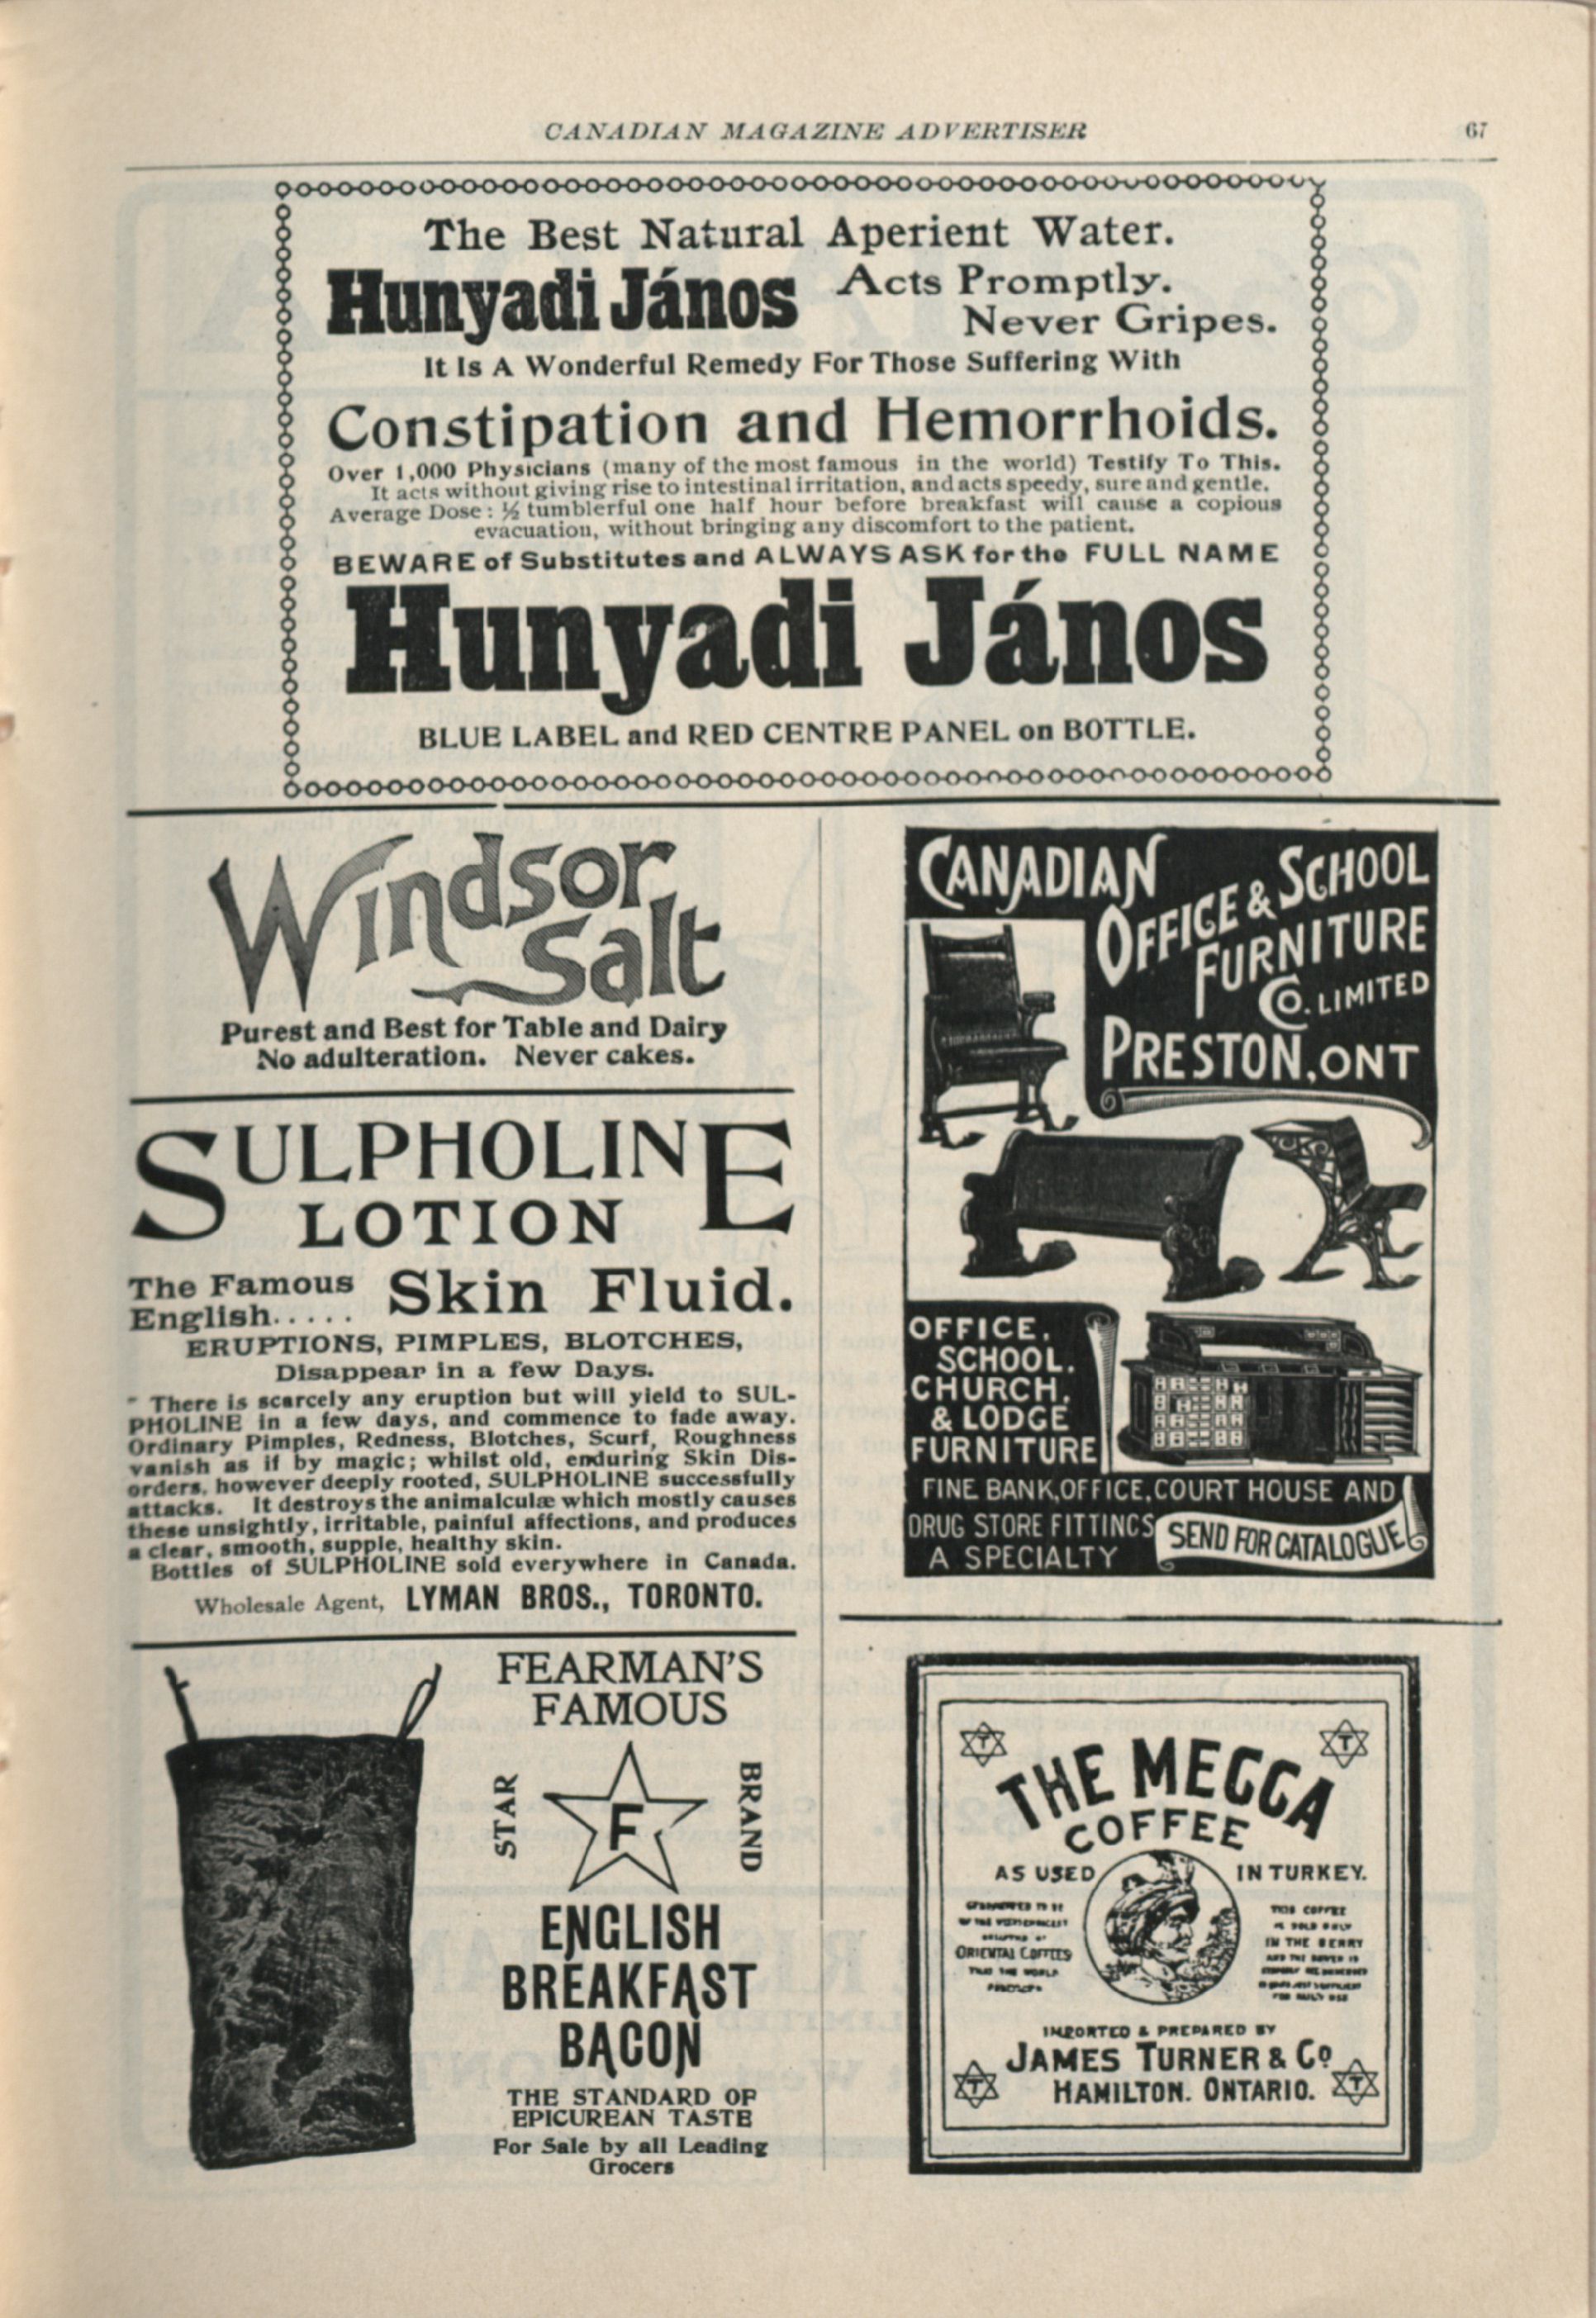 CANADIAN MAGAZINE ADVERTISER 67
The Best Natural Aperient Water.
Hunyadi János Acts Promptly.
Never Gripes.
It Is A Wonderful Remedy For Those Suffering With
Constipation and Hemorrhoids.
Over 1,000 Physicians (many of the most famous in the world) Testify To This.
It acts without giving rise to intestinal irritation, and acts speedy, sure and gentle.
Average Dose: ½ tumblerful one half hour before breakfast will cause a copious
evacuation, without bringing any discomfort to the patient.
BEWARE of Substitutes and ALWAYS ASK for the FULL NAME
Hunyadi János
BLUE LABEL and RED CENTRE PANEL on BOTTLE.
Windsor
Salt
Purest and Best for Table and Dairy
No adulteration. Never cakes.
SULPHOLINE
LOTION
The Famous
English..... Skin Fluid.
ERUPTIONS, PIMPLES, BLOTCHES,
Disappear in a few Days.
" There is scarcely any eruption but will yield to SUL-
PHOLINE in a few days, and commence to fade away.
Ordinary Pimples, Redness, Blotches, Scurf, Roughness
vanish as if by magic; whilst old, enduring Skin Dis-
orders, however deeply rooted, SULPHOLINE successfully
attacks. It destroys the animalculæ which mostly causes
these unsightly, irritable, painful affections, and produces
a clear, smooth, supple, healthy skin.
Bottles of SULPHOLINE sold everywhere in Canada.
Wholesale Agent, LYMAN BROS., TORONTO.
FEARMAN'S
FAMOUS
STAR
F
BRAND
ENGLISH
BREAKFAST
BACON
THE STANDARD OF
EPICUREAN TASTE
For Sale by all Leading
Grocers
CANADIAN
OFFICE & SCHOOL
FURNITURE
CO. LIMITED
PRESTON, ONT
OFFICE,
SCHOOL,
CHURCH,
& LODGE
FURNITURE
FINE BANK, OFFICE, COURT HOUSE AND
DRUG STORE FITTINGS
A SPECIALTY
SEND FOR CATALOGUE
T T
THE MECCA
COFFEE
AS USED IN TURKEY.
ORIENTAL COFFEES
THAT THE WORLD
THIS COFFEE
IS SOLD ONLY
IN THE BERRY
FOR DAILY USE
IMPORTED & PREPARED BY
JAMES TURNER & Co
HAMILTON. ONTARIO.
T T